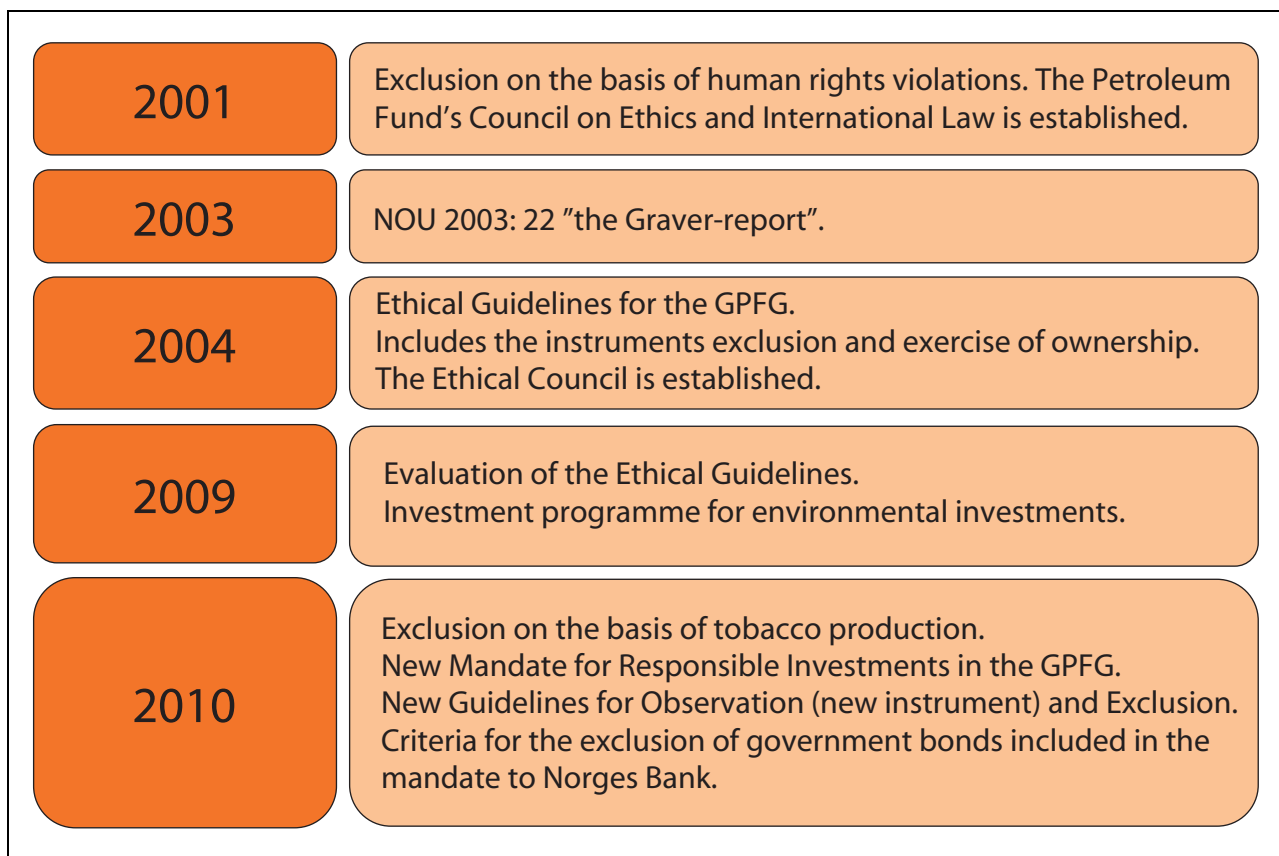 2001
Exclusion on the basis of human rights violations. The Petroleum
Fund's Council on Ethics and International Law is established.
2003
NOU 2003: 22 ”the Graver-report”.
2004
Ethical Guidelines for the GPFG.
Includes the instruments exclusion and exercise of ownership.
The Ethical Council is established.
2009
Evaluation of the Ethical Guidelines.
Investment programme for environmental investments.
2010
Exclusion on the basis of tobacco production.
New Mandate for Responsible Investments in the GPFG.
New Guidelines for Observation (new instrument) and Exclusion.
Criteria for the exclusion of government bonds included in the
mandate to Norges Bank.